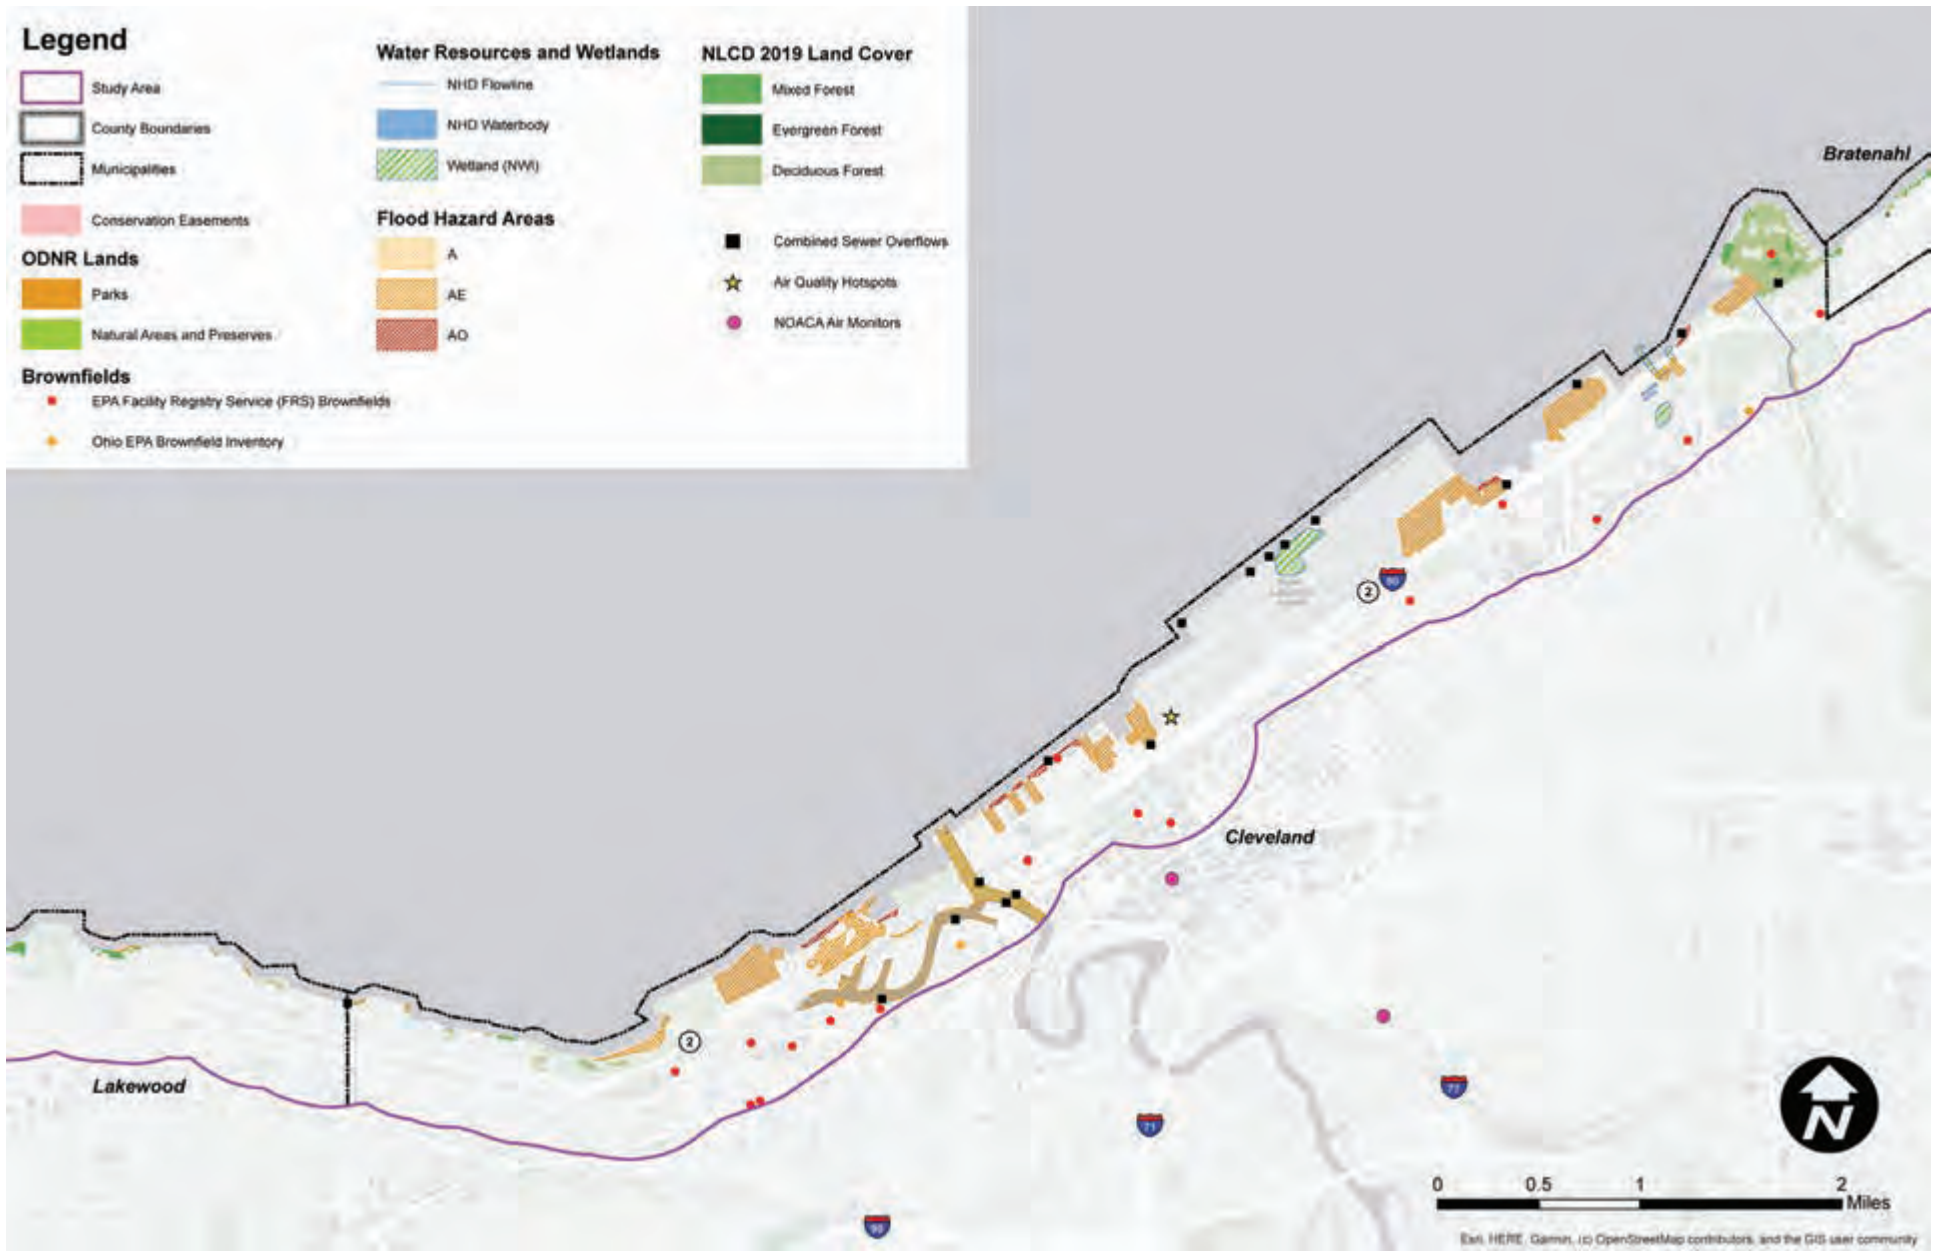 Legend
Study Area
County Boundaries
Municipalities
Conservation Easements
ODNR Lands
Parks
Natural Areas and Preserves
Brownfields
EPA Facility Registry Service (FRS) Brownfields
Ohio EPA Brownfield Inventory
Water Resources and Wetlands
NHD Flowline
NHD Waterbody
Wetland (NWI)
Flood Hazard Areas
A
AE
AO
NLCD 2019 Land Cover
Mixed Forest
Evergreen Forest
Deciduous Forest
Combined Sewer Overflows
Air Quality Hotspots
NOACA Air Monitors
Bratenahl
2
90
Cleveland
2
Lakewood
77
71
90
N
0 0.5 1 2
Miles
Esri, HERE, Garmin, (c) OpenStreetMap contributors, and the GIS user community